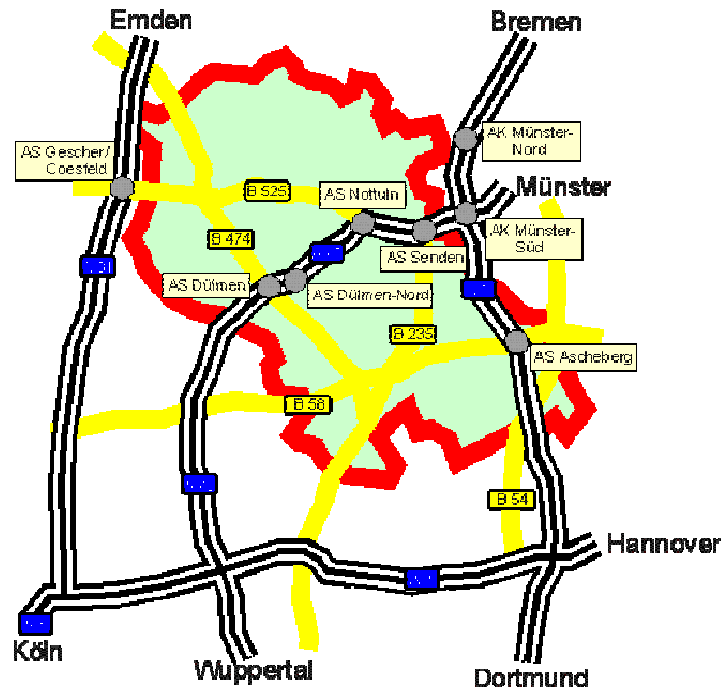 Emden
Bremen
AS Gescher/
Coesfeld
AK Münster-
Nord
B 525
AS Nottuln
Münster
B 474
AS Senden
AK Münster-
Süd
AS Dülmen
AS Dülmen-Nord
B 235
AS Ascheberg
B 58
B 54
Hannover
Köln
Wuppertal
Dortmund